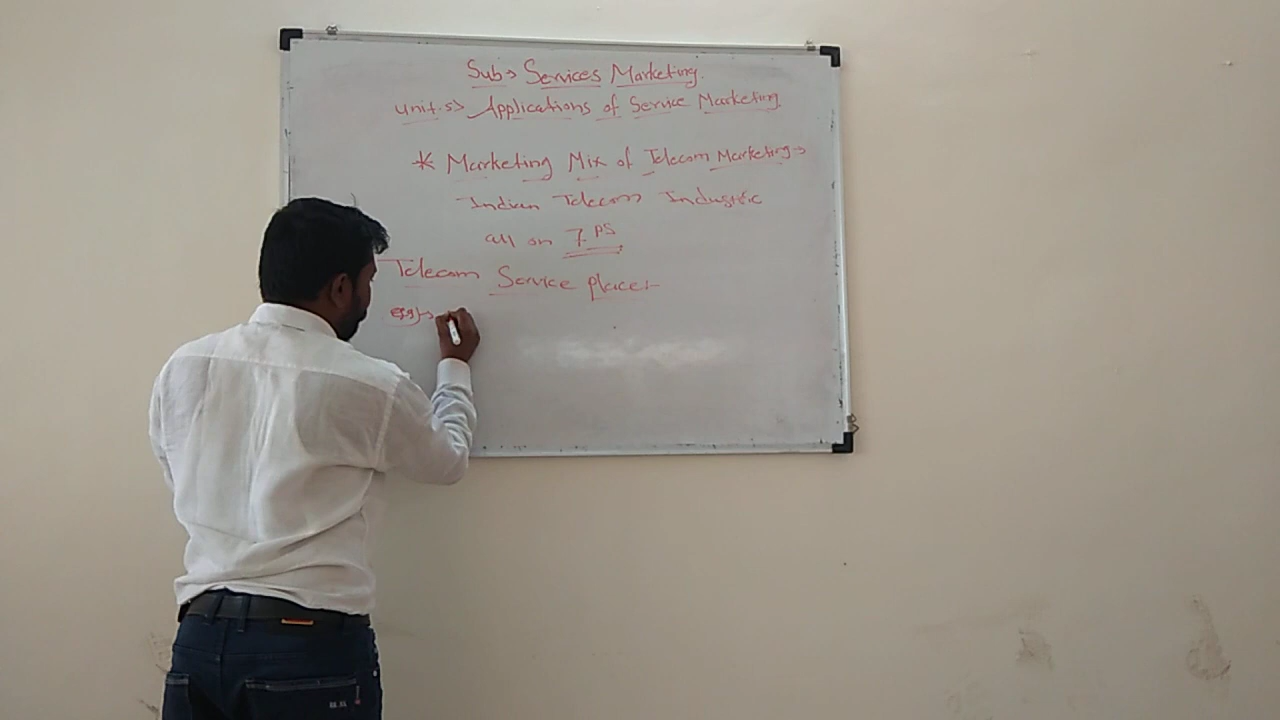 Sub→ Services Marketing.
Unit.5> Applications of Service Marketing
* Marketing Mix of Telecom Marketing→
Indian Telecom Industric
all on 7.PS
Telecom Service places-